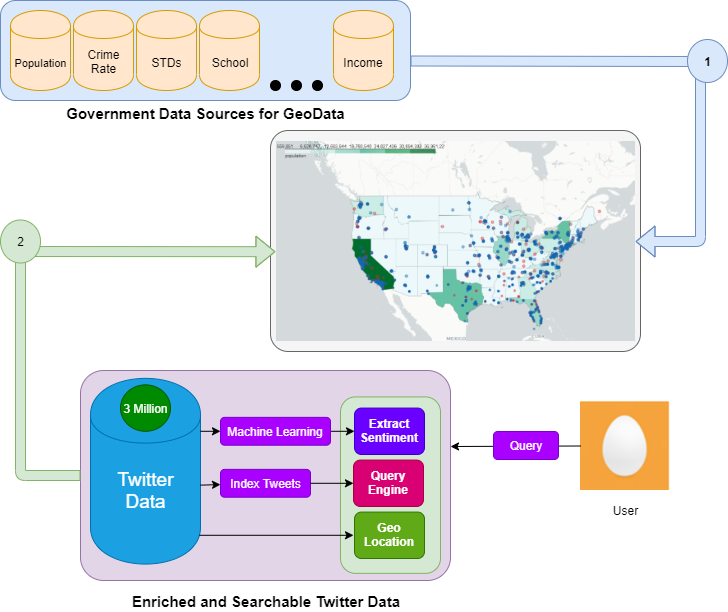 Population
Crime
Rate
STDs
School
Income
1
Government Data Sources for GeoData
population
2
3 Million
Twitter
Data
Machine Learning
Index Tweets
Extract
Sentiment
Query
Engine
Geo
Location
Query
User
Enriched and Searchable Twitter Data